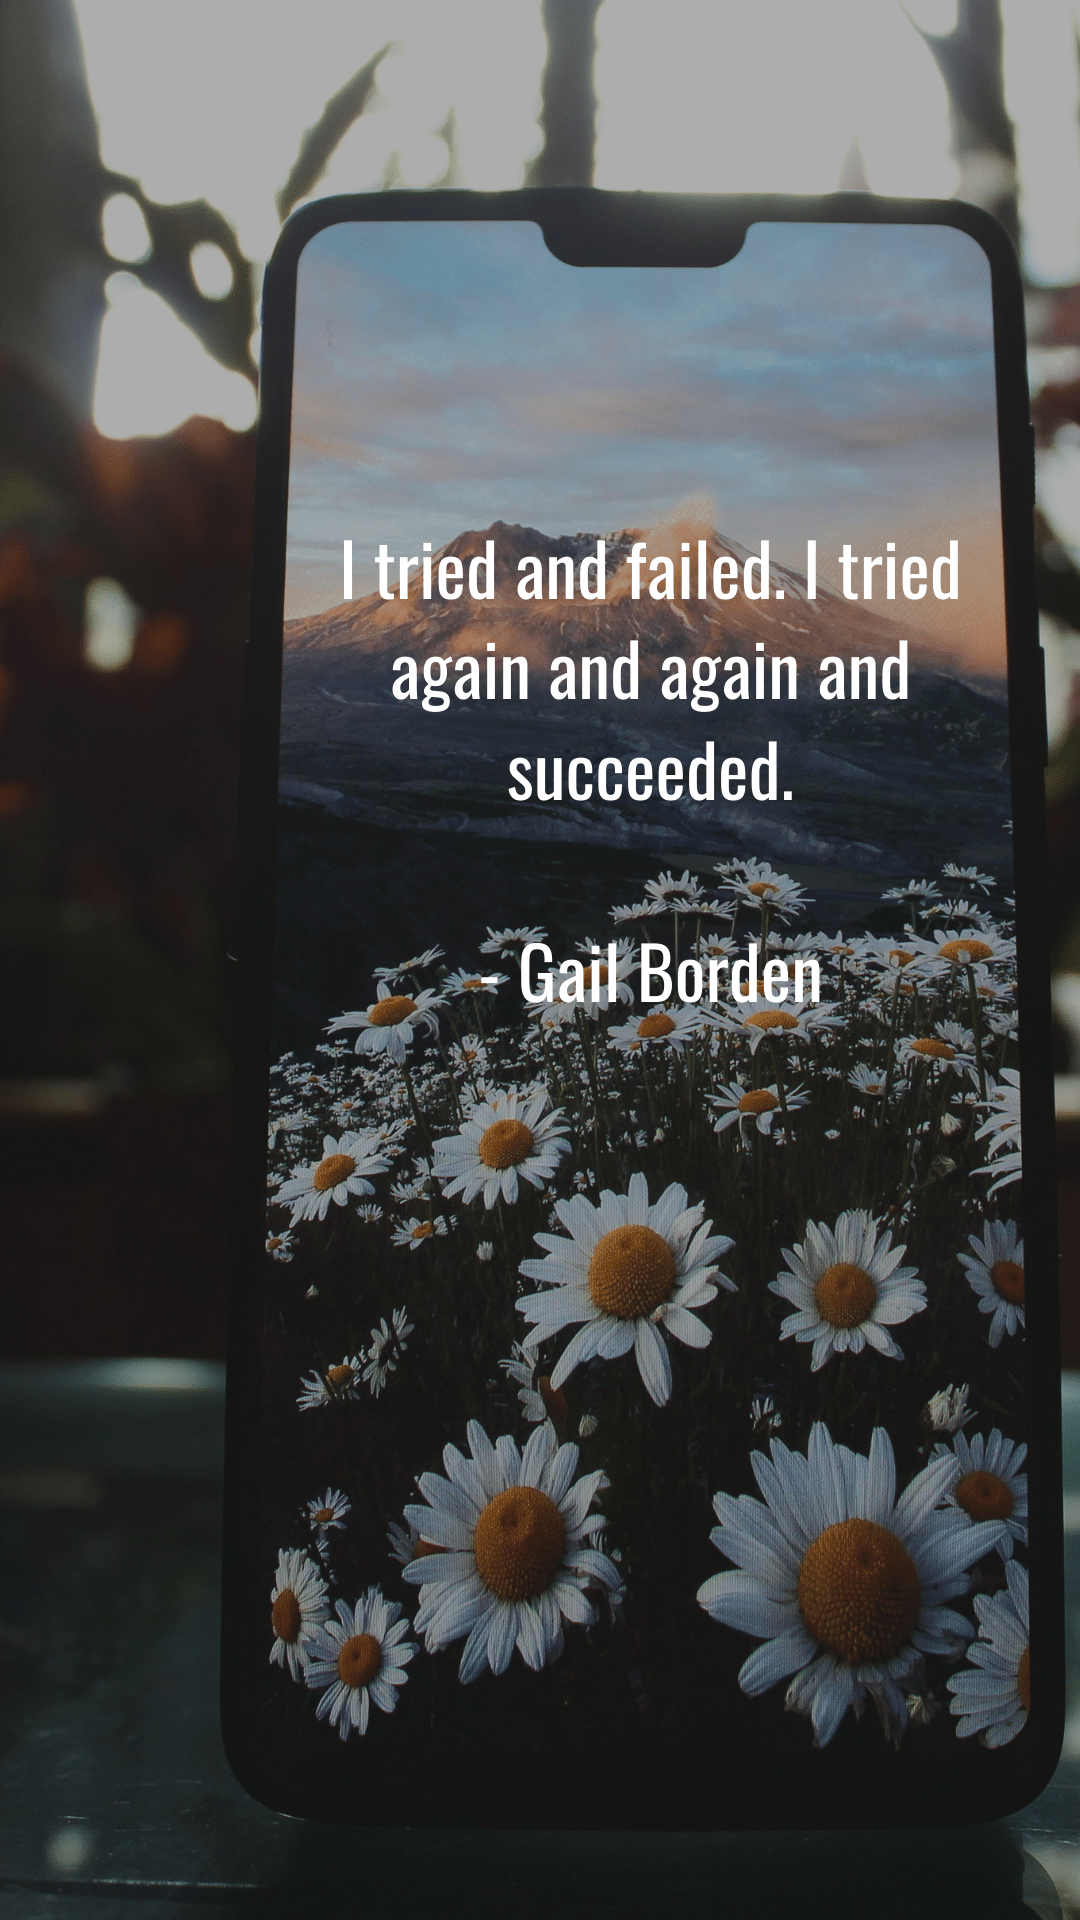 I tried and failed. I tried
again and again and
succeeded.
- Gail Borden